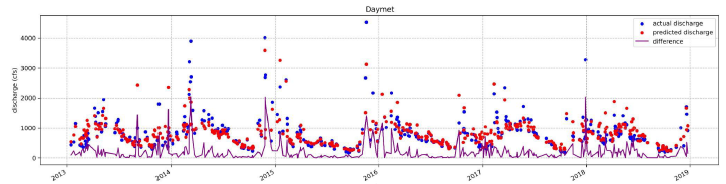 Daymet
discharge (cfs)
4000
3000
2000
1000
0
actual discharge
predicted discharge
difference
2013
2014
2015
2016
2017
2018
2019